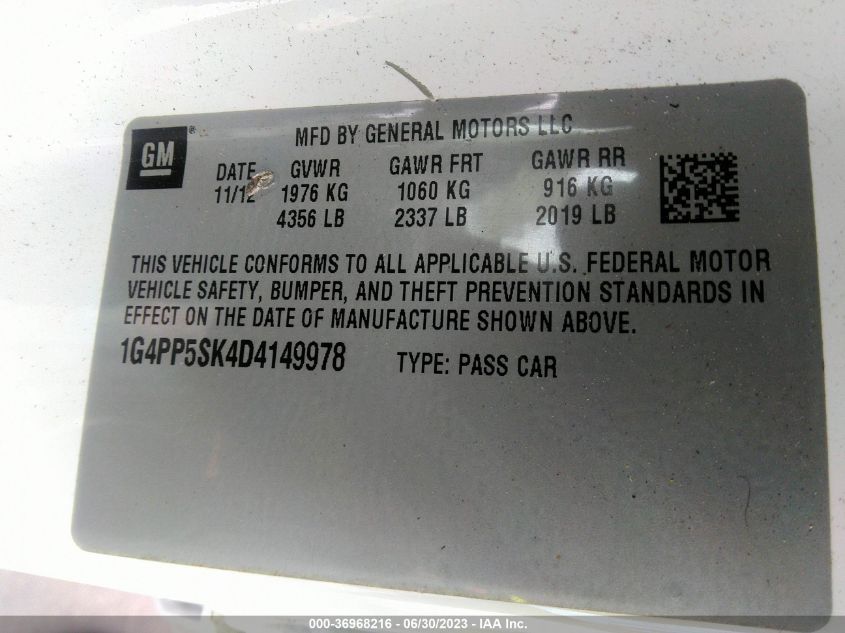 MFD BY GENERAL MOTORS LLC
GM®
DATE GVWR GAWR FRT GAWR RR
11/12 1976 KG 1060 KG 916 KG
4356 LB 2337 LB 2019 LB
THIS VEHICLE CONFORMS TO ALL APPLICABLE U.S. FEDERAL MOTOR
VEHICLE SAFETY, BUMPER, AND THEFT PREVENTION STANDARDS IN
EFFECT ON THE DATE OF MANUFACTURE SHOWN ABOVE.
1G4PP5SK4D4149978 TYPE: PASS CAR
000-36968216 - 06/30/2023 - IAA Inc.